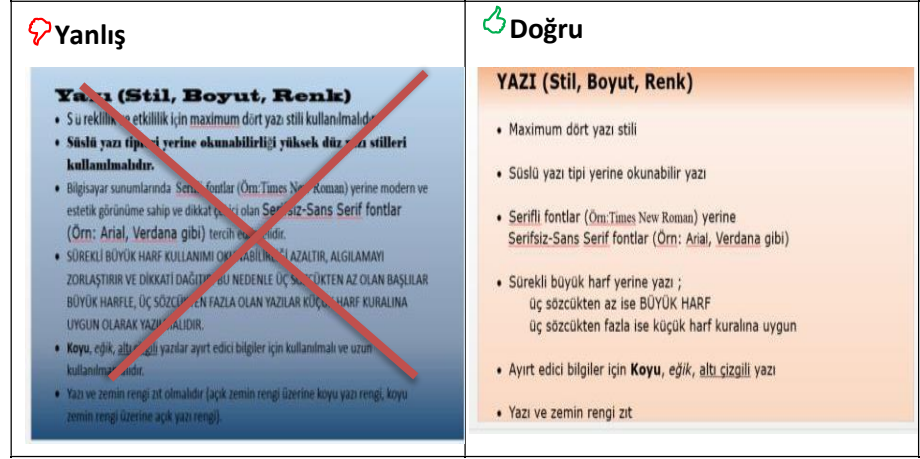 Yanlış
Yazı (Stil, Boyut, Renk)
• S ü reklilik ve etkililik için maximum dört yazı stili kullanılmalıdır.
• Süslü yazı tipleri yerine okunabilirliği yüksek düz yazı stilleri
kullanılmalıdır.
• Bilgisayar sunumlarında Serifli fontlar (Örn:Times New Roman) yerine modern ve
estetik görünüme sahip ve dikkat çekici olan Serifsiz-Sans Serif fontlar
(Örn: Arial, Verdana gibi) tercih edilmelidir.
• SÜREKLİ BÜYÜK HARF KULLANIMI OKUNABİLİRLİĞİ AZALTIR, ALGILAMAYI
ZORLAŞTIRIR VE DİKKATİ DAĞITIR. BU NEDENLE ÜÇ SÖZCÜKTEN AZ OLAN BAŞLILAR
BÜYÜK HARFLE, ÜÇ SÖZCÜKTEN FAZLA OLAN YAZILAR KÜÇÜK HARF KURALINA
UYGUN OLARAK YAZILMALIDIR.
• Koyu, eğik, altı çizgili yazılar ayırt edici bilgiler için kullanılmalı ve uzun
kullanılmamalıdır.
• Yazı ve zemin rengi zıt olmalıdır (açık zemin rengi üzerine koyu yazı rengi, koyu
zemin rengi üzerine açık yazı rengi).
Doğru
YAZI (Stil, Boyut, Renk)
• Maximum dört yazı stili
• Süslü yazı tipi yerine okunabilir yazı
• Serifli fontlar (Örn:Times New Roman) yerine
Serifsiz-Sans Serif fontlar (Örn: Arial, Verdana gibi)
• Sürekli büyük harf yerine yazı ;
üç sözcükten az ise BÜYÜK HARF
üç sözcükten fazla ise küçük harf kuralına uygun
• Ayırt edici bilgiler için Koyu, eğik, altı çizgili yazı
• Yazı ve zemin rengi zıt